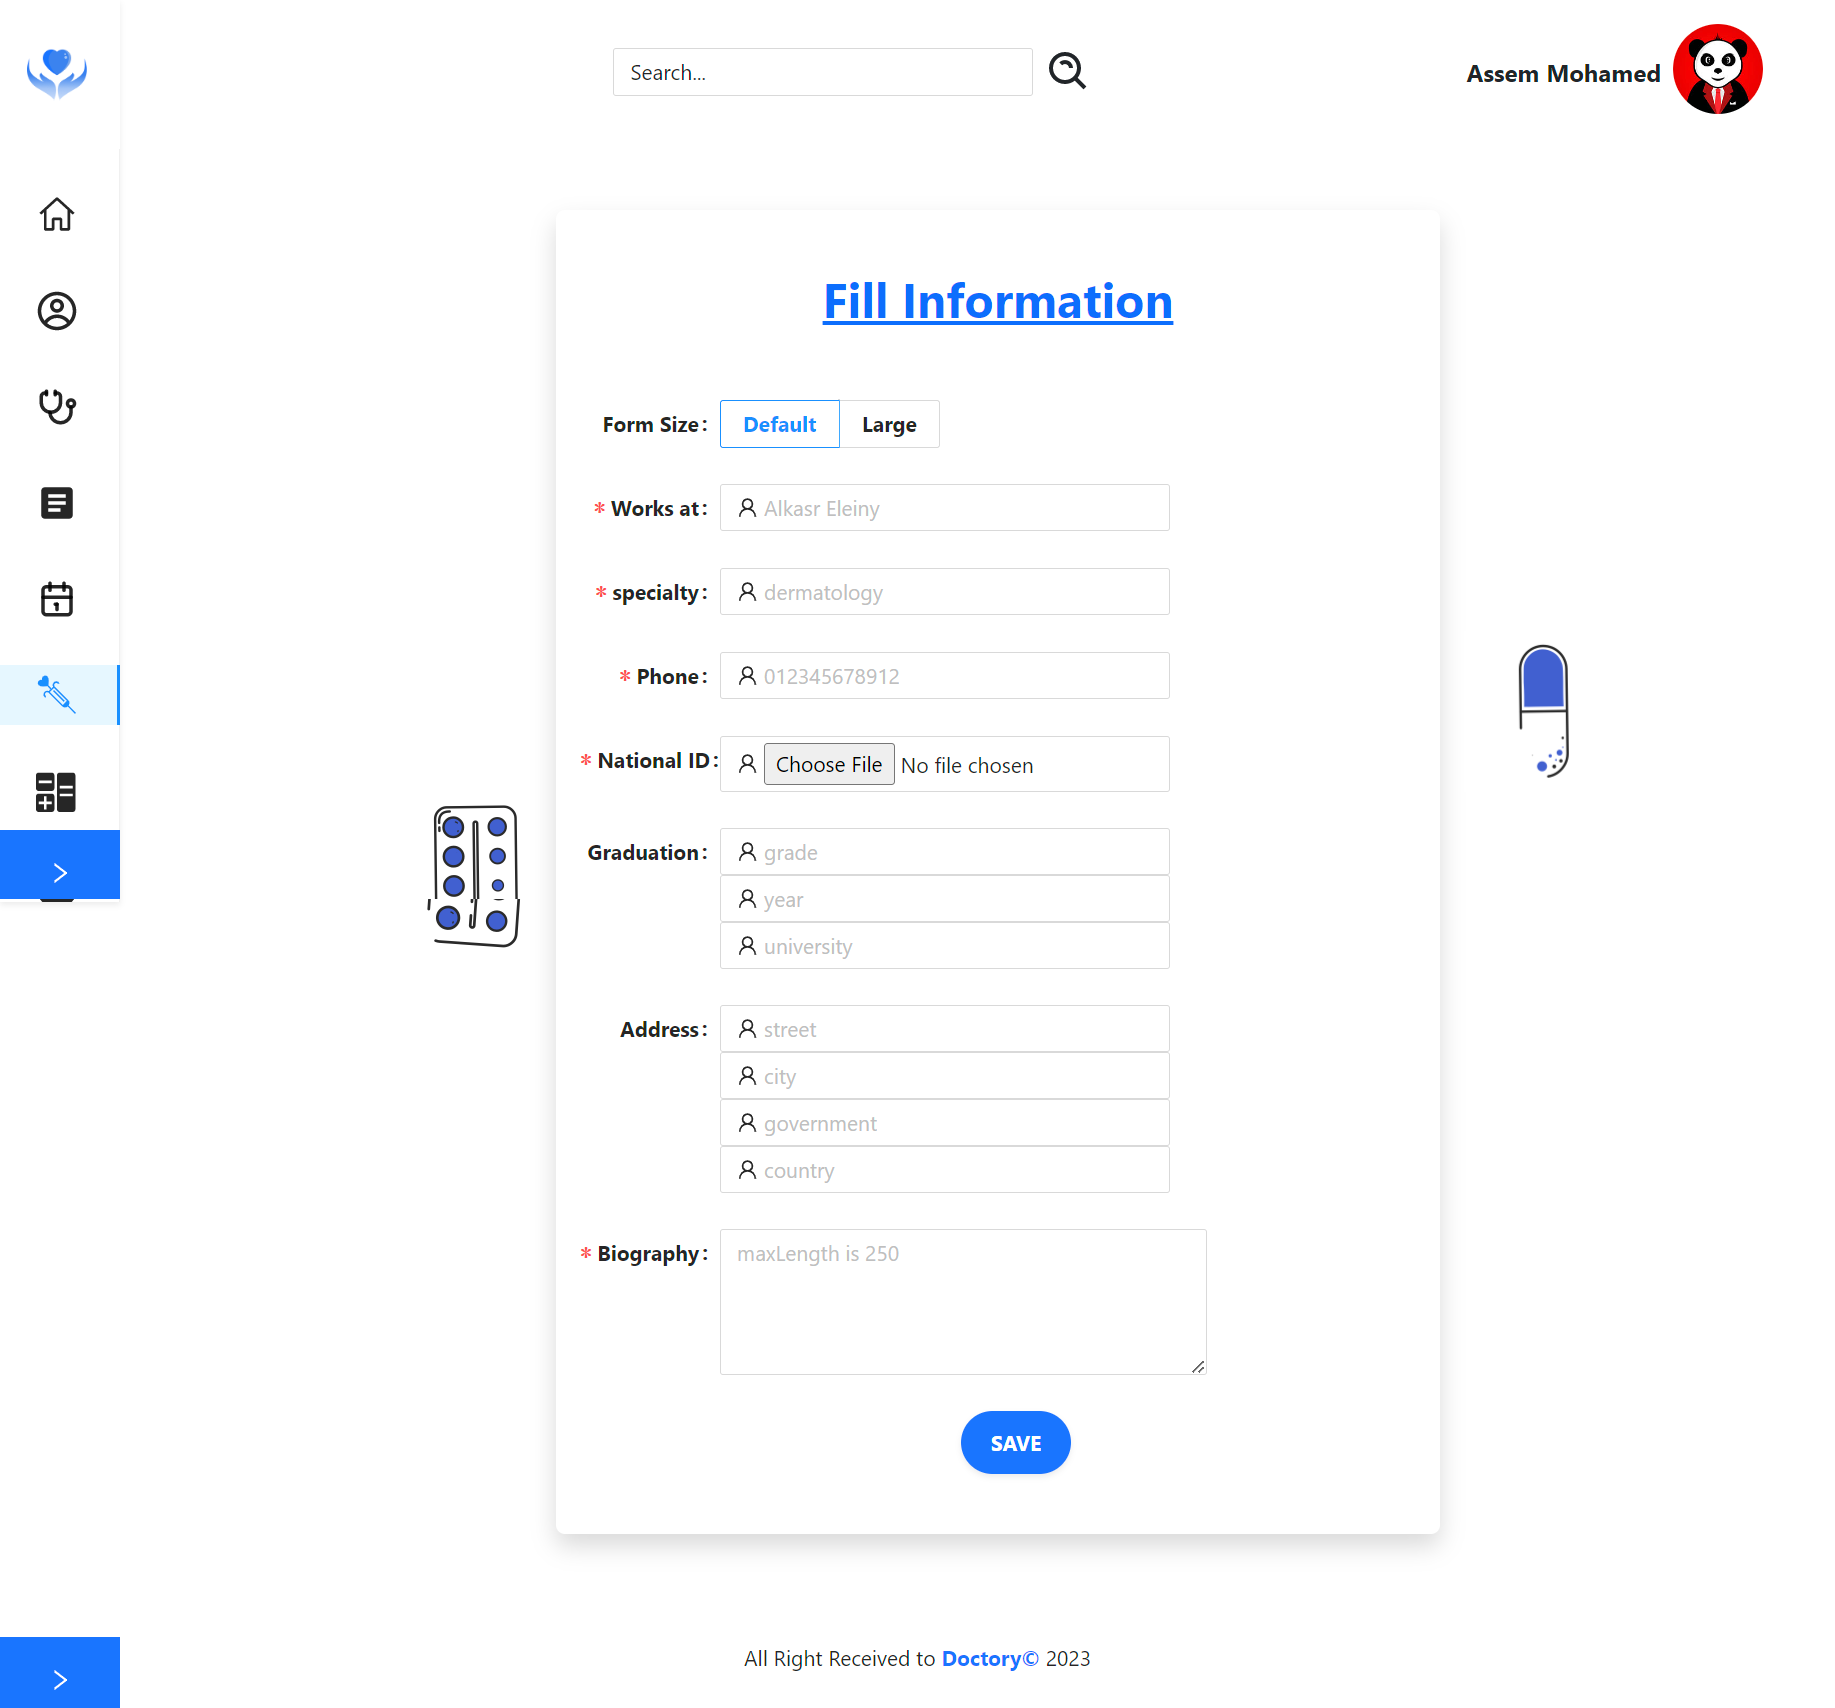 Search...
Assem Mohamed
Fill Information
Form Size:
Default
Large
* Works at:
Alkasr Eleiny
* specialty:
dermatology
* Phone:
012345678912
* National ID:
Choose File No file chosen
Graduation:
grade
year
university
Address:
street
city
government
country
* Biography:
maxLength is 250
SAVE
All Right Received to Doctory© 2023